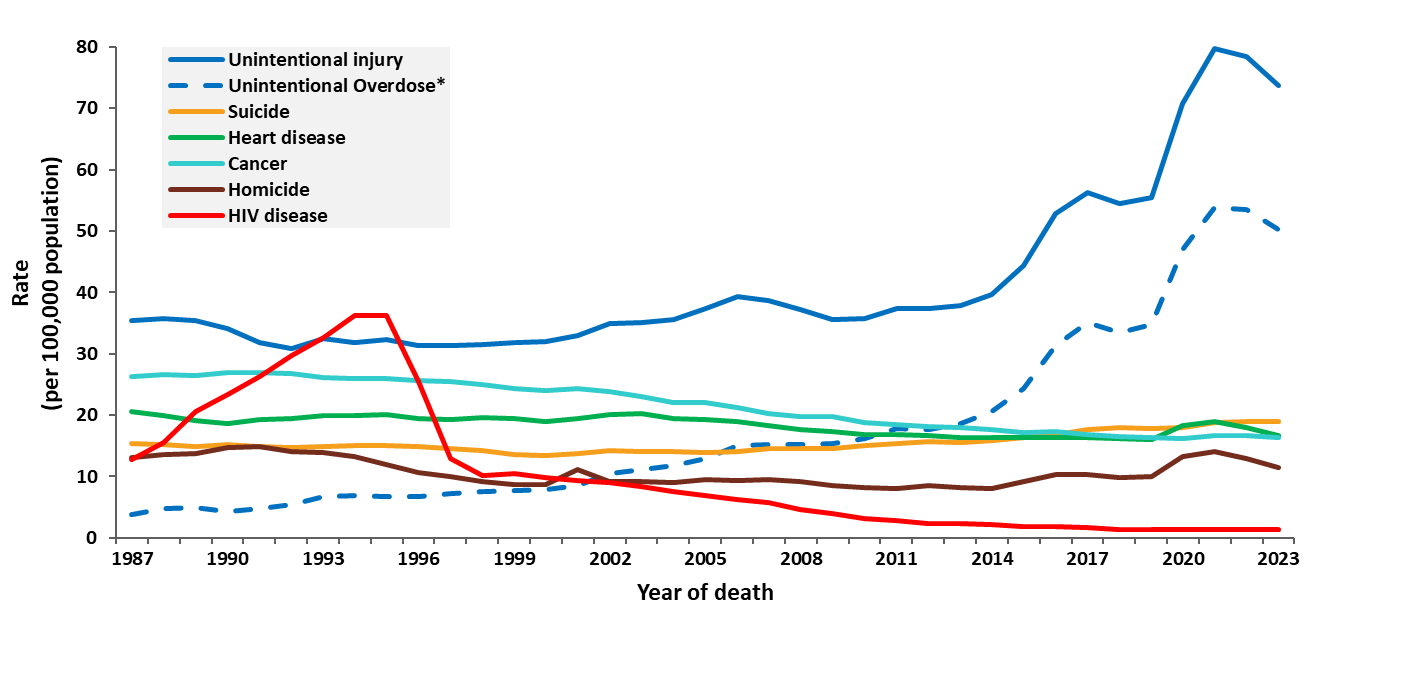 80
70
60
50
40
30
20
10
0
Rate
(per 100,000 population)
Unintentional injury
Unintentional Overdose*
Suicide
Heart disease
Cancer
Homicide
HIV disease
1987 1990 1993 1996 1999 2002 2005 2008 2011 2014 2017 2020 2023
Year of death